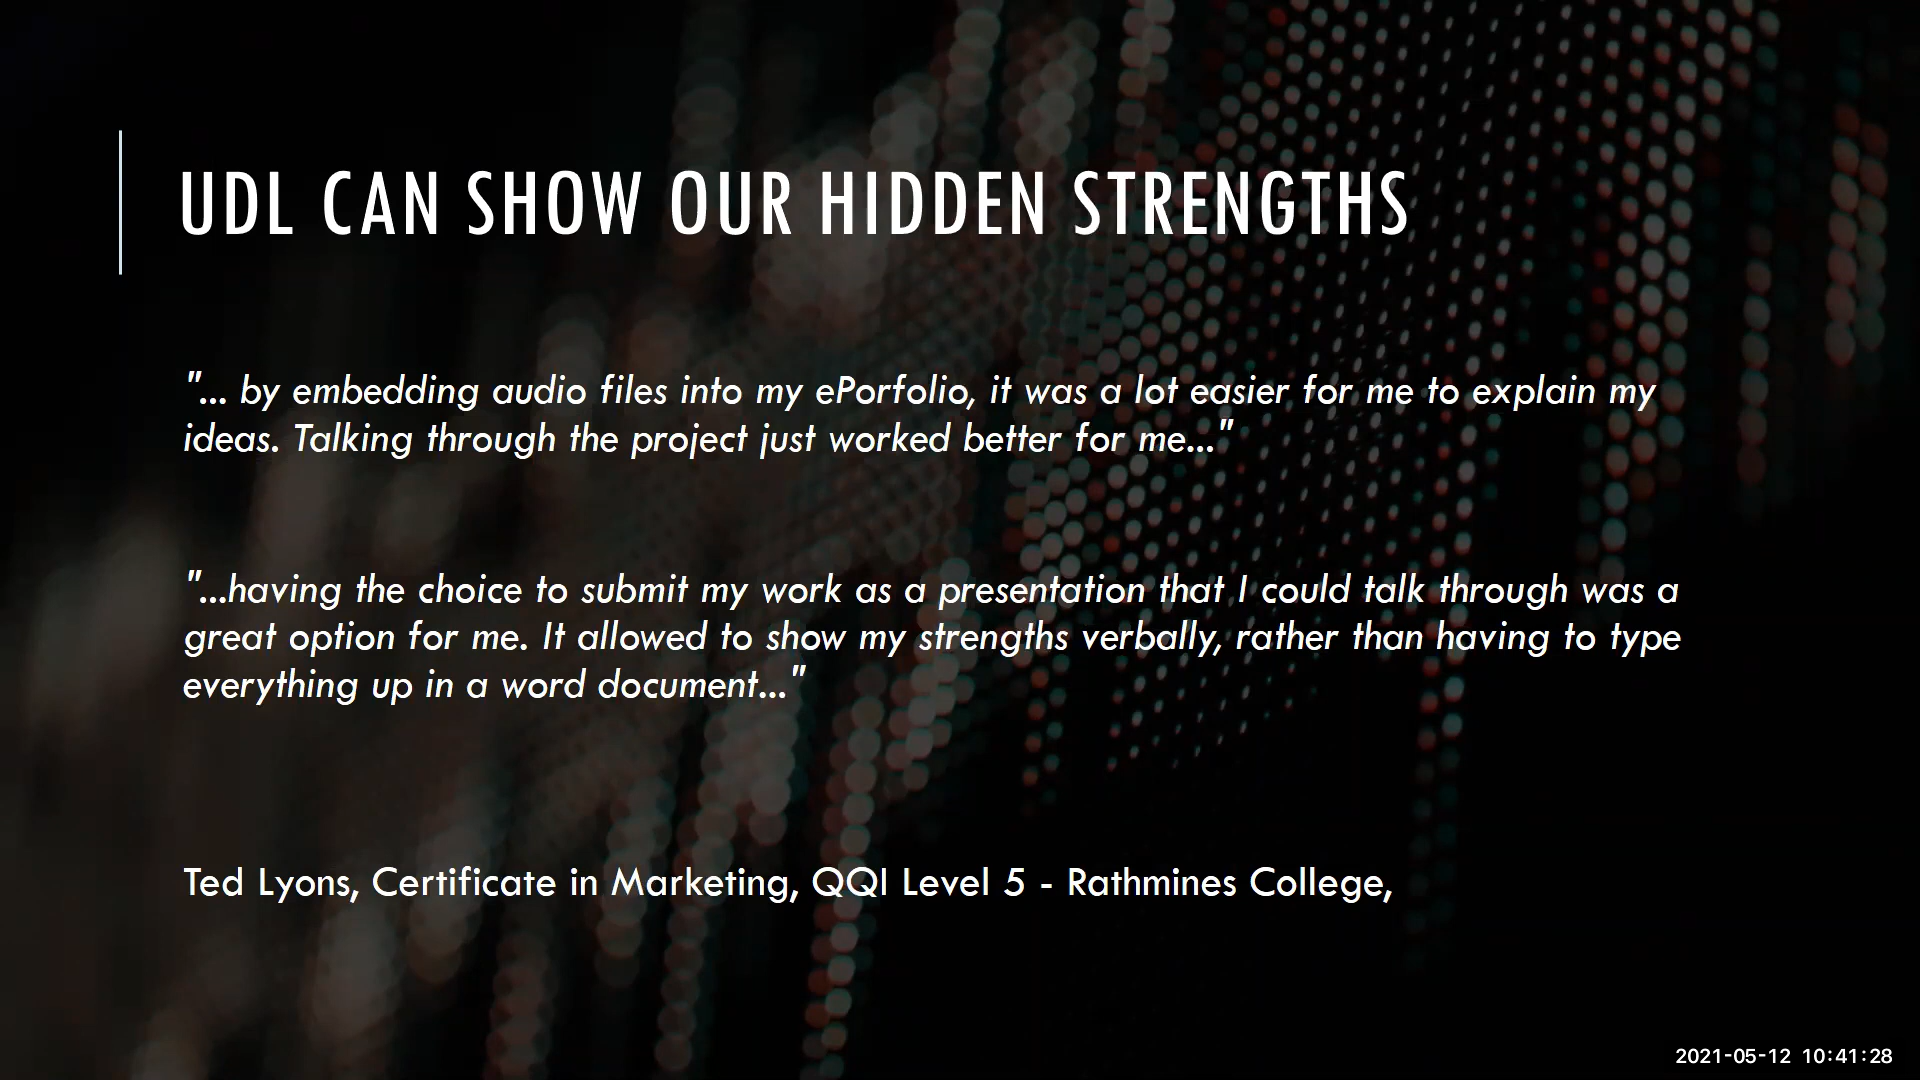 UDL CAN SHOW OUR HIDDEN STRENGTHS
"... by embedding audio files into my ePorfolio, it was a lot easier for me to explain my
ideas. Talking through the project just worked better for me..."
"...having the choice to submit my work as a presentation that I could talk through was a
great option for me. It allowed to show my strengths verbally, rather than having to type
everything up in a word document..."
Ted Lyons, Certificate in Marketing, QQI Level 5 - Rathmines College,
2021-05-12 10:41:28